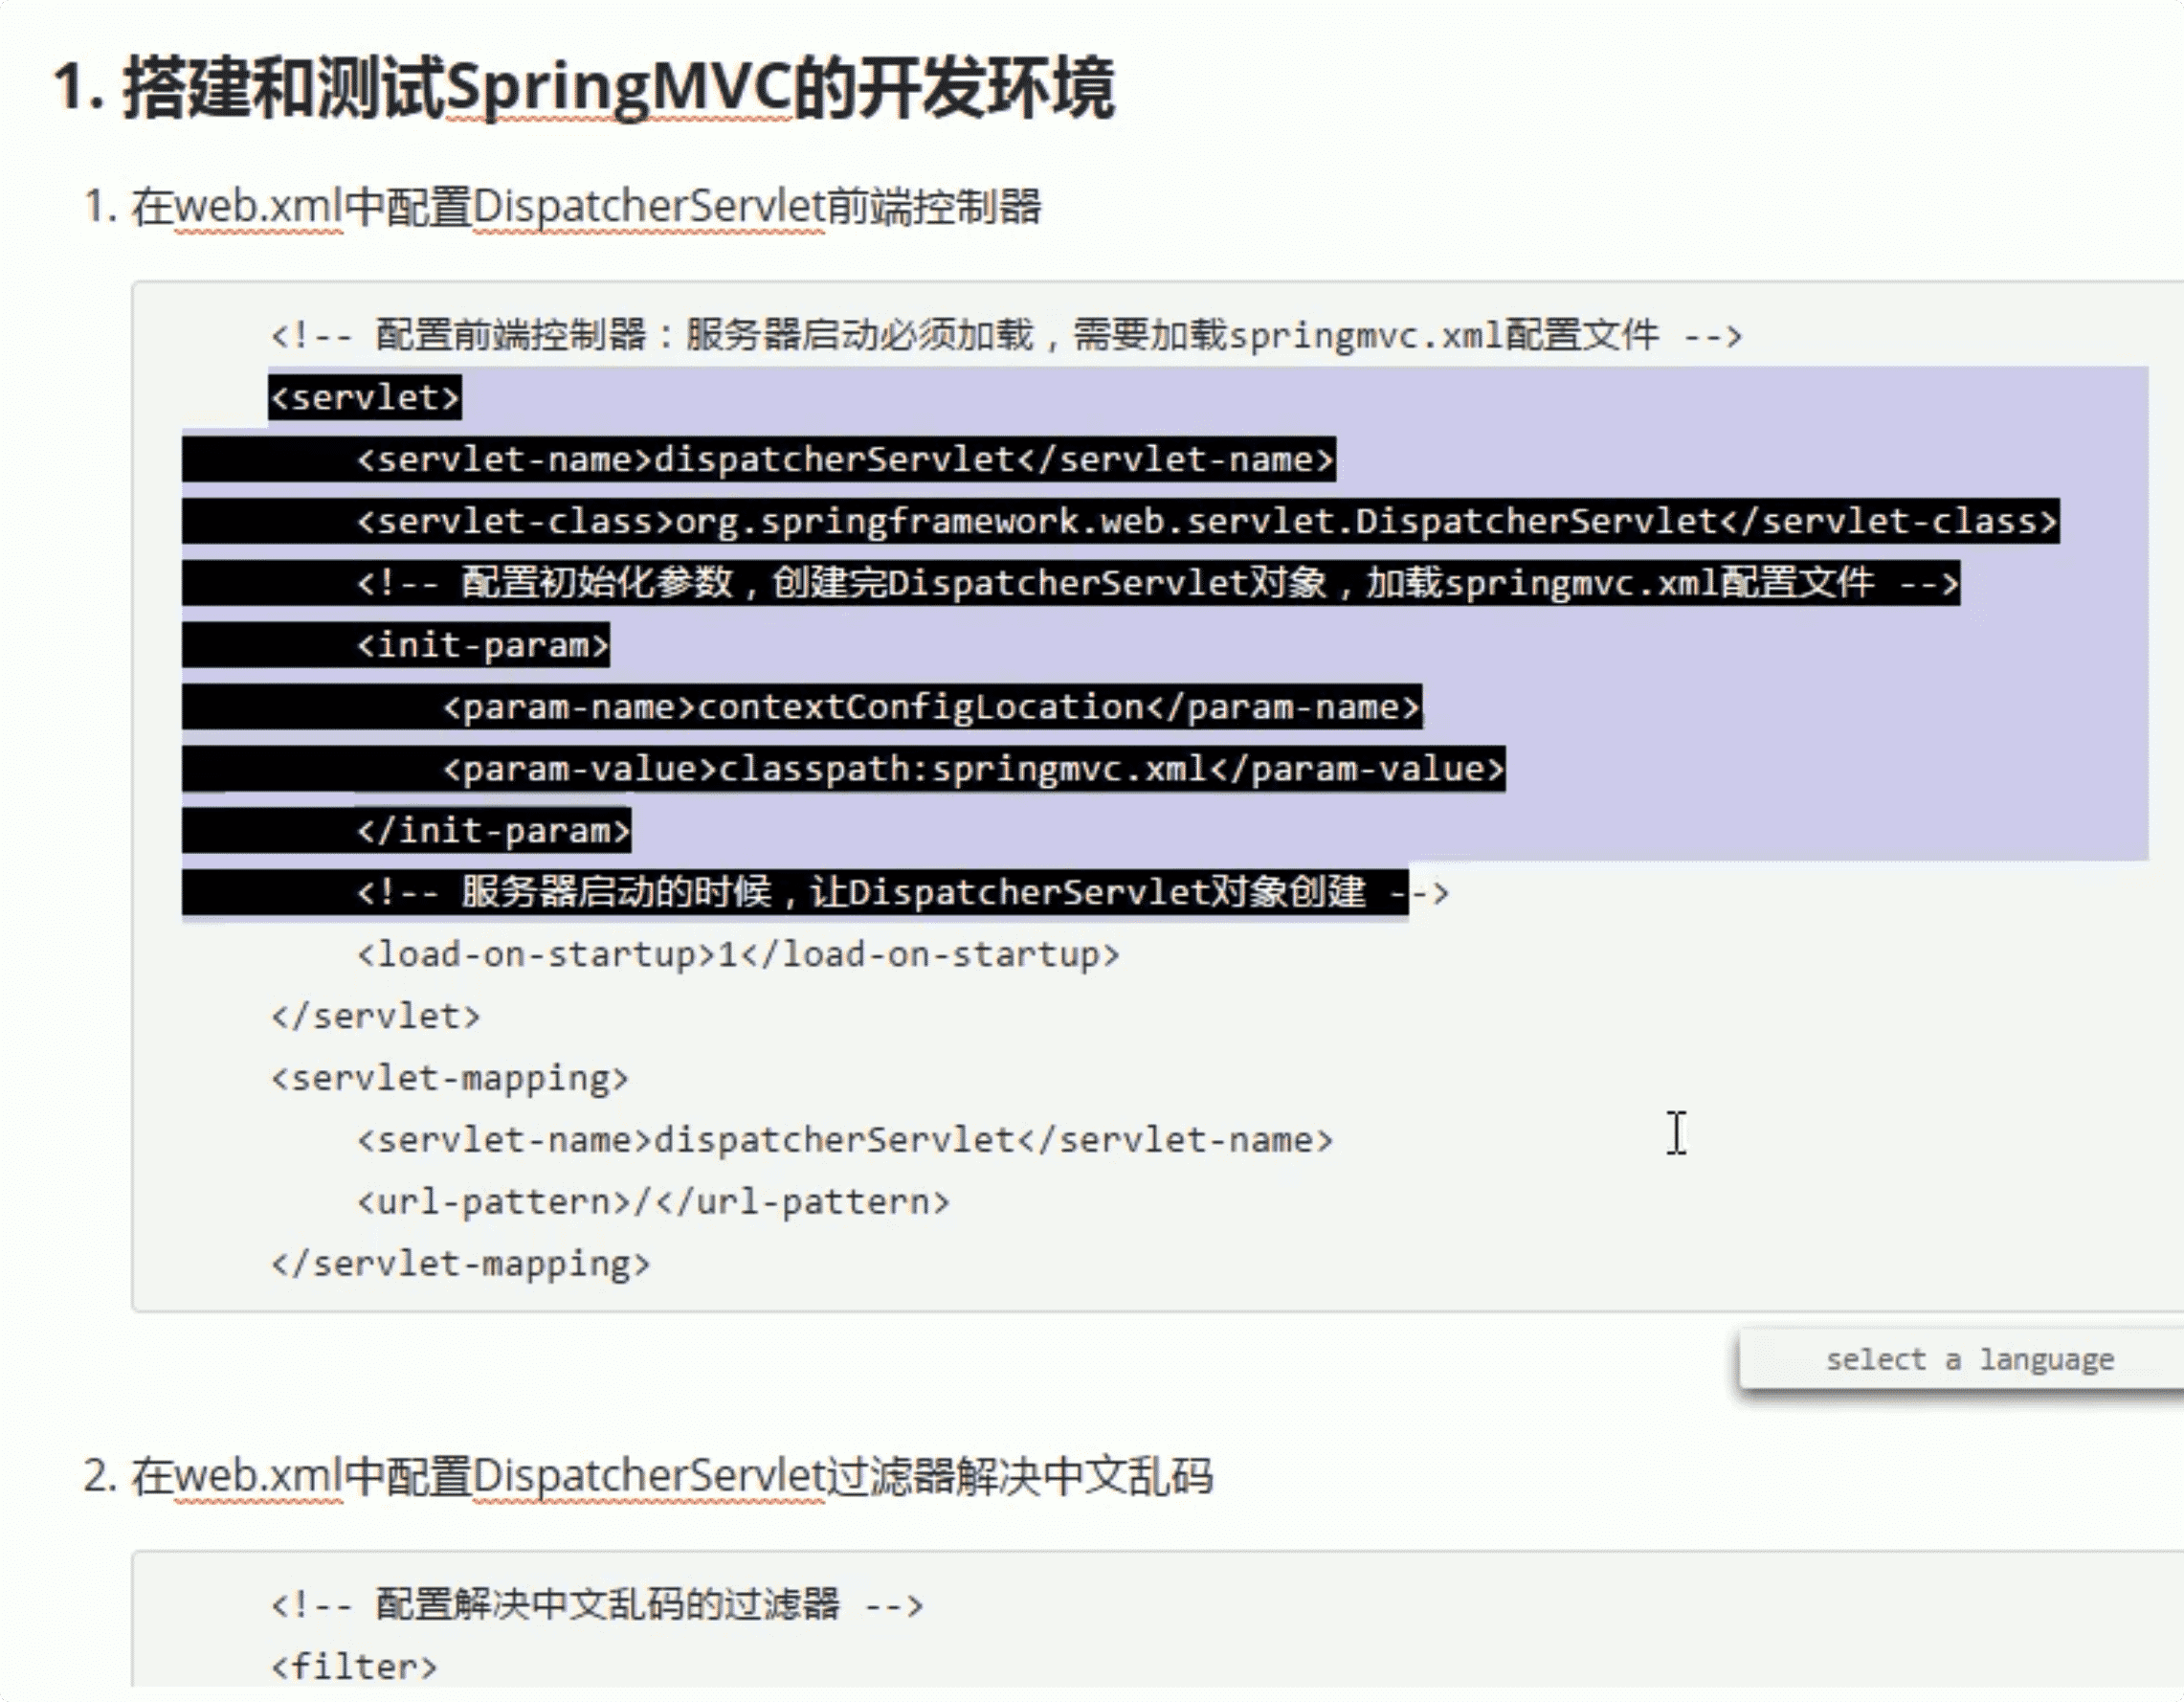 1. 搭建和测试SpringMVC的开发环境
1. 在web.xml中配置DispatcherServlet前端控制器
<!-- 配置前端控制器：服务器启动必须加载，需要加载springmvc.xml配置文件 -->
<servlet>
<servlet-name>dispatcherServlet</servlet-name>
<servlet-class>org.springframework.web.servlet.DispatcherServlet</servlet-class>
<!-- 配置初始化参数，创建完DispatcherServlet对象，加载springmvc.xml配置文件 -->
<init-param>
<param-name>contextConfigLocation</param-name>
<param-value>classpath:springmvc.xml</param-value>
</init-param>
<!-- 服务器启动的时候，让DispatcherServlet对象创建 -->
<load-on-startup>1</load-on-startup>
</servlet>
<servlet-mapping>
<servlet-name>dispatcherServlet</servlet-name>
<url-pattern>/</url-pattern>
</servlet-mapping>
select a language
2. 在web.xml中配置DispatcherServlet过滤器解决中文乱码
<!-- 配置解决中文乱码的过滤器 -->
<filter>